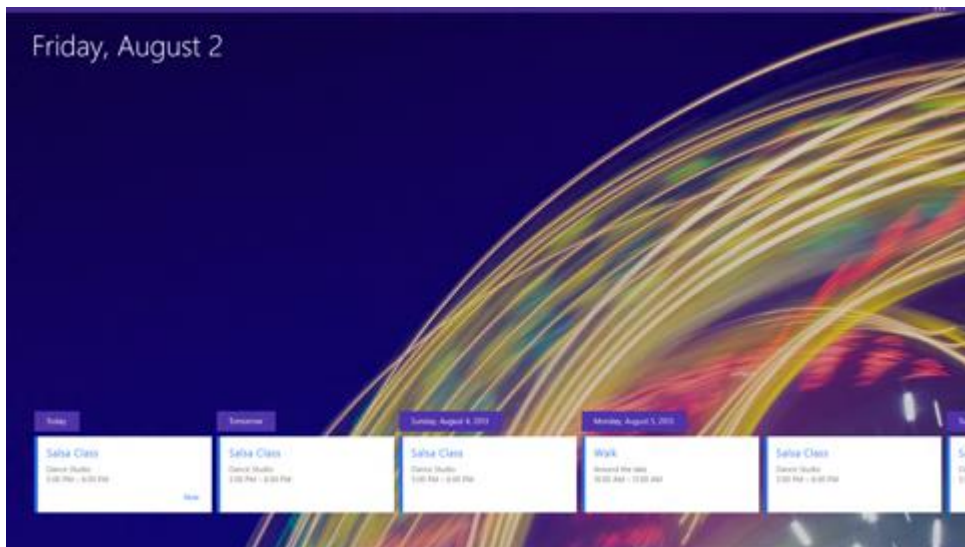 Friday, August 2
Today
Tomorrow
Sunday, August 4, 2013
Monday, August 5, 2013
Salsa Class
Dance Studio
5:00 PM – 6:00 PM
Now
Salsa Class
Dance Studio
5:00 PM – 6:00 PM
Salsa Class
Dance Studio
5:00 PM – 6:00 PM
Walk
Around the lake
10:00 AM – 11:00 AM
Salsa Class
Dance Studio
5:00 PM – 6:00 PM